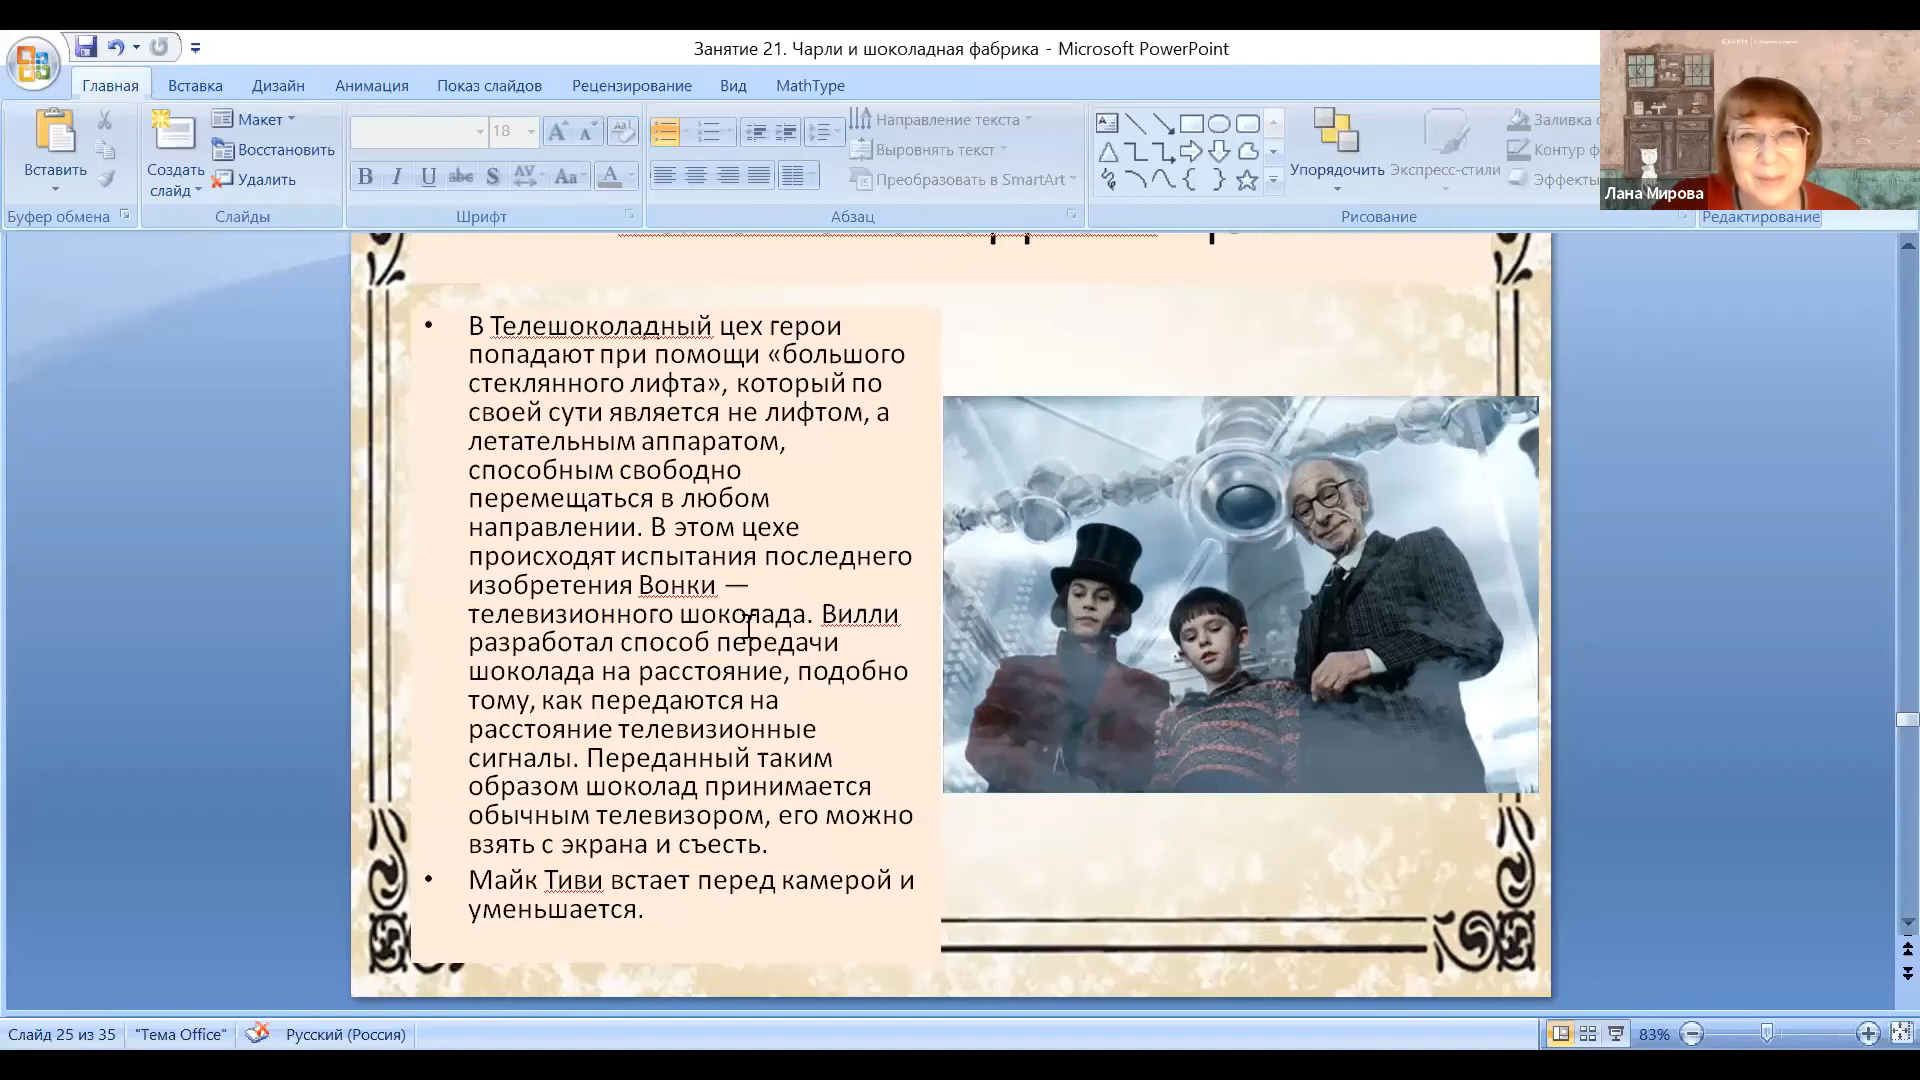 Занятие 21. Чарли и шоколадная фабрика - Microsoft PowerPoint
Главная Вставка Дизайн Анимация Показ слайдов Рецензирование Вид MathType
Вставить
Буфер обмена
Создать слайд
Макет
Восстановить
Удалить
Слайды
18
Шрифт
Направление текста
Выровнять текст
Преобразовать в SmartArt
Абзац
Упорядочить
Экспресс-стили
Заливка
Контур ф
Эффекты
Рисование
Редактирование
Лана Мирова
• В Телешоколадный цех герои
попадают при помощи «большого
стеклянного лифта», который по
своей сути является не лифтом, а
летательным аппаратом,
способным свободно
перемещаться в любом
направлении. В этом цехе
происходят испытания последнего
изобретения Вонки —
телевизионного шоколада. Вилли
разработал способ передачи
шоколада на расстояние, подобно
тому, как передаются на
расстояние телевизионные
сигналы. Переданный таким
образом шоколад принимается
обычным телевизором, его можно
взять с экрана и съесть.
• Майк Тиви встает перед камерой и
уменьшается.
Слайд 25 из 35 "Тема Office" Русский (Россия) 83%